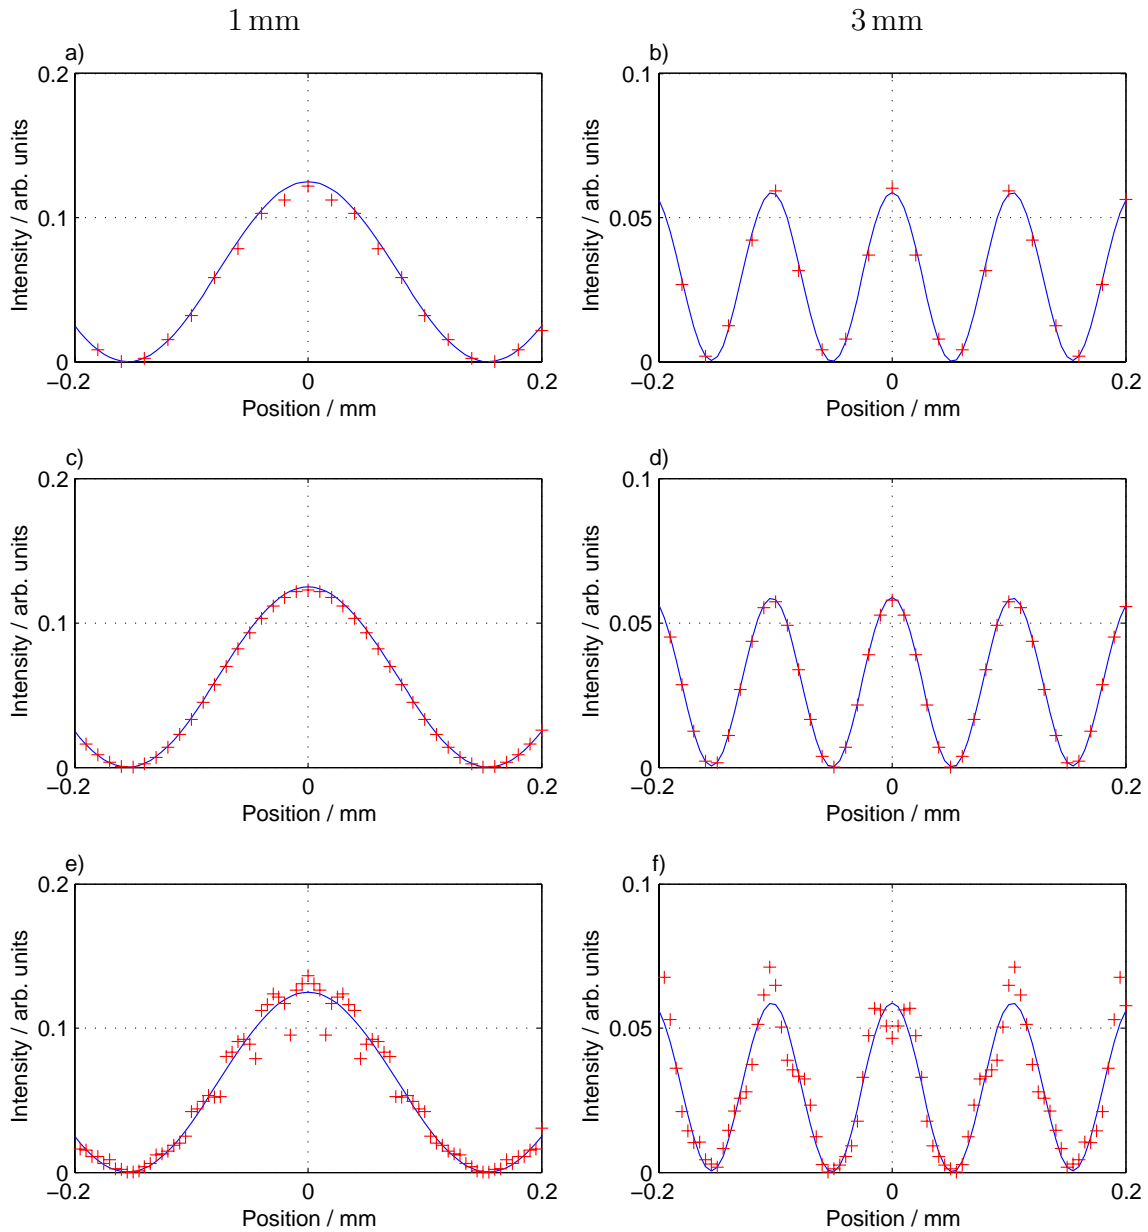 1 mm 3 mm
a) b)
0.2 0.1
Intensity / arb. units Intensity / arb. units
0.1 0.05
0 0
−0.2 0 0.2 −0.2 0 0.2
Position / mm Position / mm
c) d)
0.2 0.1
Intensity / arb. units Intensity / arb. units
0.1 0.05
0 0
−0.2 0 0.2 −0.2 0 0.2
Position / mm Position / mm
e) f)
0.2 0.1
Intensity / arb. units Intensity / arb. units
0.1 0.05
0 0
−0.2 0 0.2 −0.2 0 0.2
Position / mm Position / mm